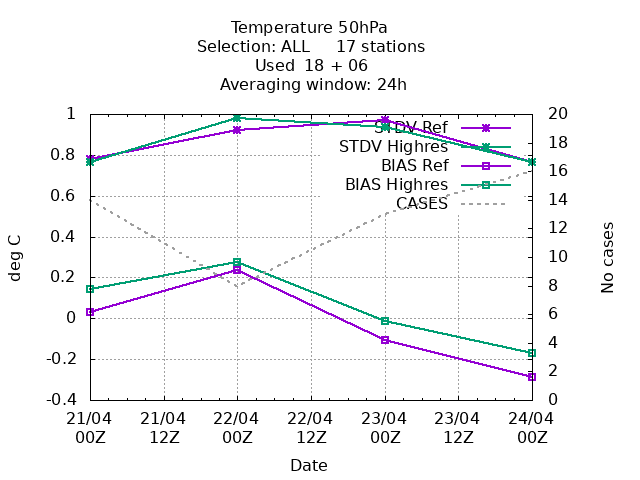 Temperature 50hPa
Selection: ALL 17 stations
Used 18 + 06
Averaging window: 24h
1
0.8
0.6
0.4
0.2
0
-0.2
-0.4
deg C
20
18
16
14
12
10
8
6
4
2
0
No cases
STDV Ref
STDV Highres
BIAS Ref
BIAS Highres
CASES
21/04 21/04 22/04 22/04 23/04 23/04 24/04
00Z 12Z 00Z 12Z 00Z 12Z 00Z
Date